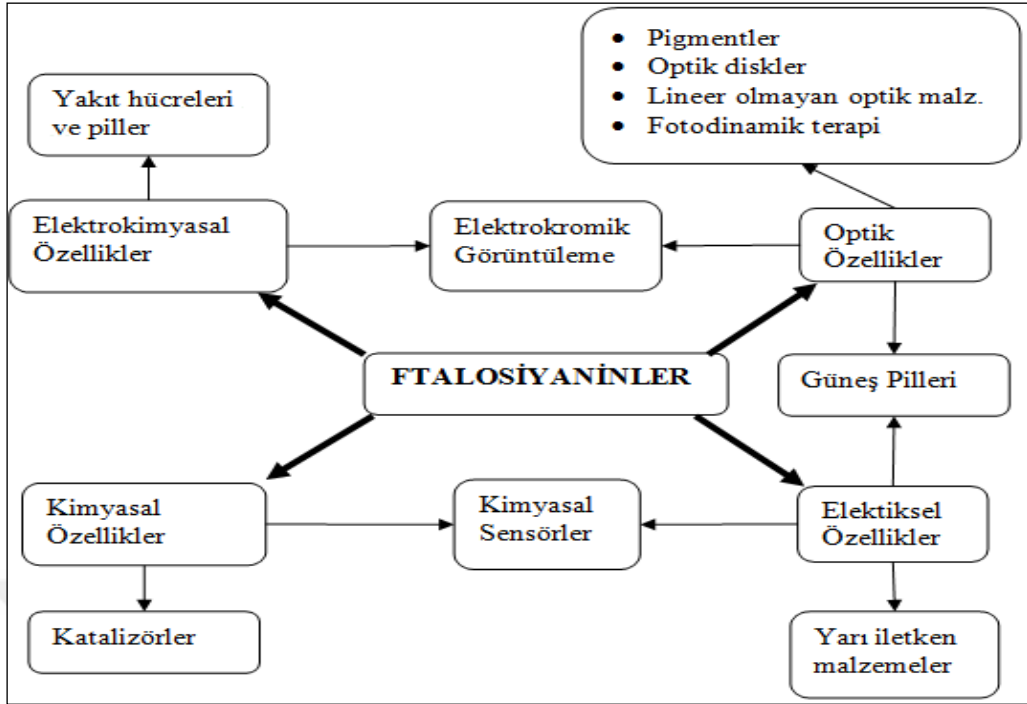 • Pigmentler
• Optik diskler
• Lineer olmayan optik malz.
• Fotodinamik terapi
Yakıt hücreleri
ve piller
Elektrokimyasal
Özellikler
Elektrokromik
Görüntüleme
Optik
Özellikler
FTALOSİYANİNLER
Güneş Pilleri
Kimyasal
Özellikler
Kimyasal
Sensörler
Elektiksel
Özellikler
Katalizörler
Yarı iletken
malzemeler